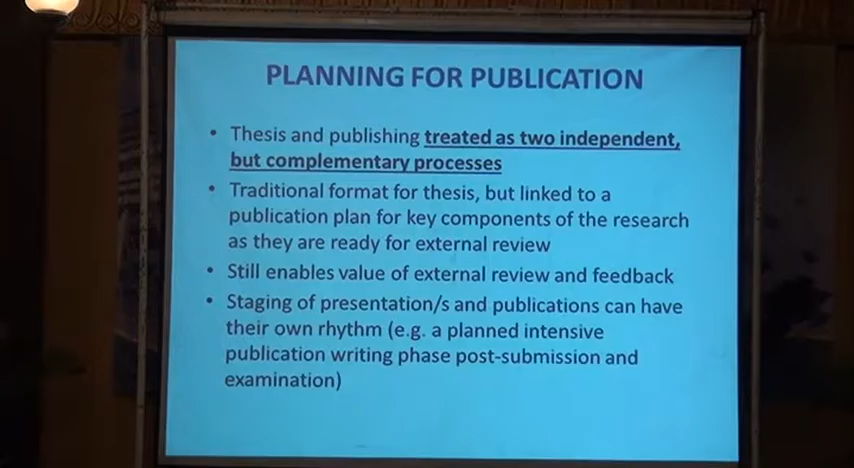 PLANNING FOR PUBLICATION
• Thesis and publishing treated as two independent,
but complementary processes
• Traditional format for thesis, but linked to a
publication plan for key components of the research
as they are ready for external review
• Still enables value of external review and feedback
• Staging of presentation/s and publications can have
their own rhythm (e.g. a planned intensive
publication writing phase post-submission and
examination)